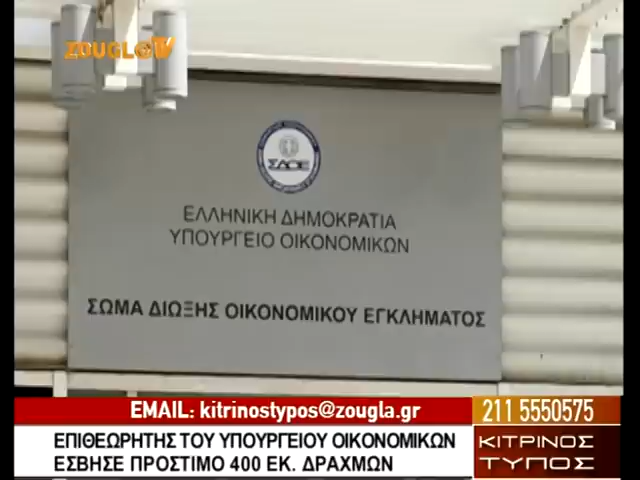 ZOUGLA TV
ΣΔΟΕ
ΕΛΛΗΝΙΚΗ ΔΗΜΟΚΡΑΤΙΑ
ΥΠΟΥΡΓΕΙΟ ΟΙΚΟΝΟΜΙΚΩΝ
ΣΩΜΑ ΔΙΩΞΗΣ ΟΙΚΟΝΟΜΙΚΟΥ ΕΓΚΛΗΜΑΤΟΣ
EMAIL: kitrinostypos@zougla.gr
211 5550575
ΕΠΙΘΕΩΡΗΤΗΣ ΤΟΥ ΥΠΟΥΡΓΕΙΟΥ ΟΙΚΟΝΟΜΙΚΩΝ
ΕΣΒΗΣΕ ΠΡΟΣΤΙΜΟ 400 ΕΚ. ΔΡΑΧΜΩΝ
ΚΙΤΡΙΝΟΣ
ΤΥΠΟΣ